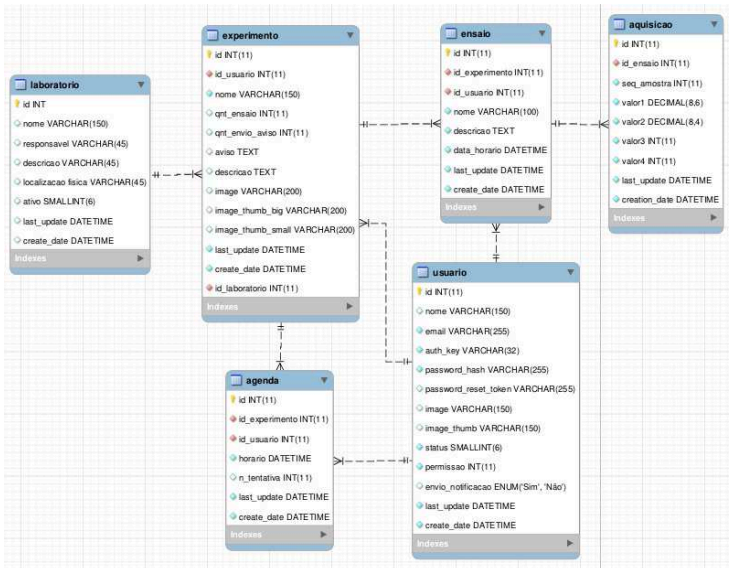 laboratorio
id INT
nome VARCHAR(150)
responsavel VARCHAR(45)
descricao VARCHAR(45)
localizacao fisica VARCHAR(45)
ativo SMALLINT(6)
last_update DATETIME
create_date DATETIME
Indexes
experimento
id INT(11)
id_usuario INT(11)
nome VARCHAR(150)
qnt_ensaio INT(11)
qnt_envio_aviso INT(11)
aviso TEXT
descricao TEXT
image VARCHAR(200)
image_thumb_big VARCHAR(200)
image_thumb_small VARCHAR(200)
last_update DATETIME
create_date DATETIME
id_laboratorio INT(11)
Indexes
ensaio
id INT(11)
id_experimento INT(11)
id_usuario INT(11)
nome VARCHAR(100)
descricao TEXT
data_horario DATETIME
last_update DATETIME
create_date DATETIME
Indexes
aquisicao
id INT(11)
id_ensaio INT(11)
seq_amostra INT(11)
valor1 DECIMAL(8,6)
valor2 DECIMAL(8,4)
valor3 INT(11)
valor4 INT(11)
last_update DATETIME
creation_date DATETIME
Indexes
agenda
id INT(11)
id_experimento INT(11)
id_usuario INT(11)
horario DATETIME
n_tentativa INT(11)
last_update DATETIME
create_date DATETIME
Indexes
usuario
id INT(11)
nome VARCHAR(150)
email VARCHAR(255)
auth_key VARCHAR(32)
password_hash VARCHAR(255)
password_reset_token VARCHAR(255)
image VARCHAR(150)
image_thumb VARCHAR(150)
status SMALLINT(6)
permissao INT(11)
envio_notificacao ENUM('Sim', 'Não')
last_update DATETIME
create_date DATETIME
Indexes